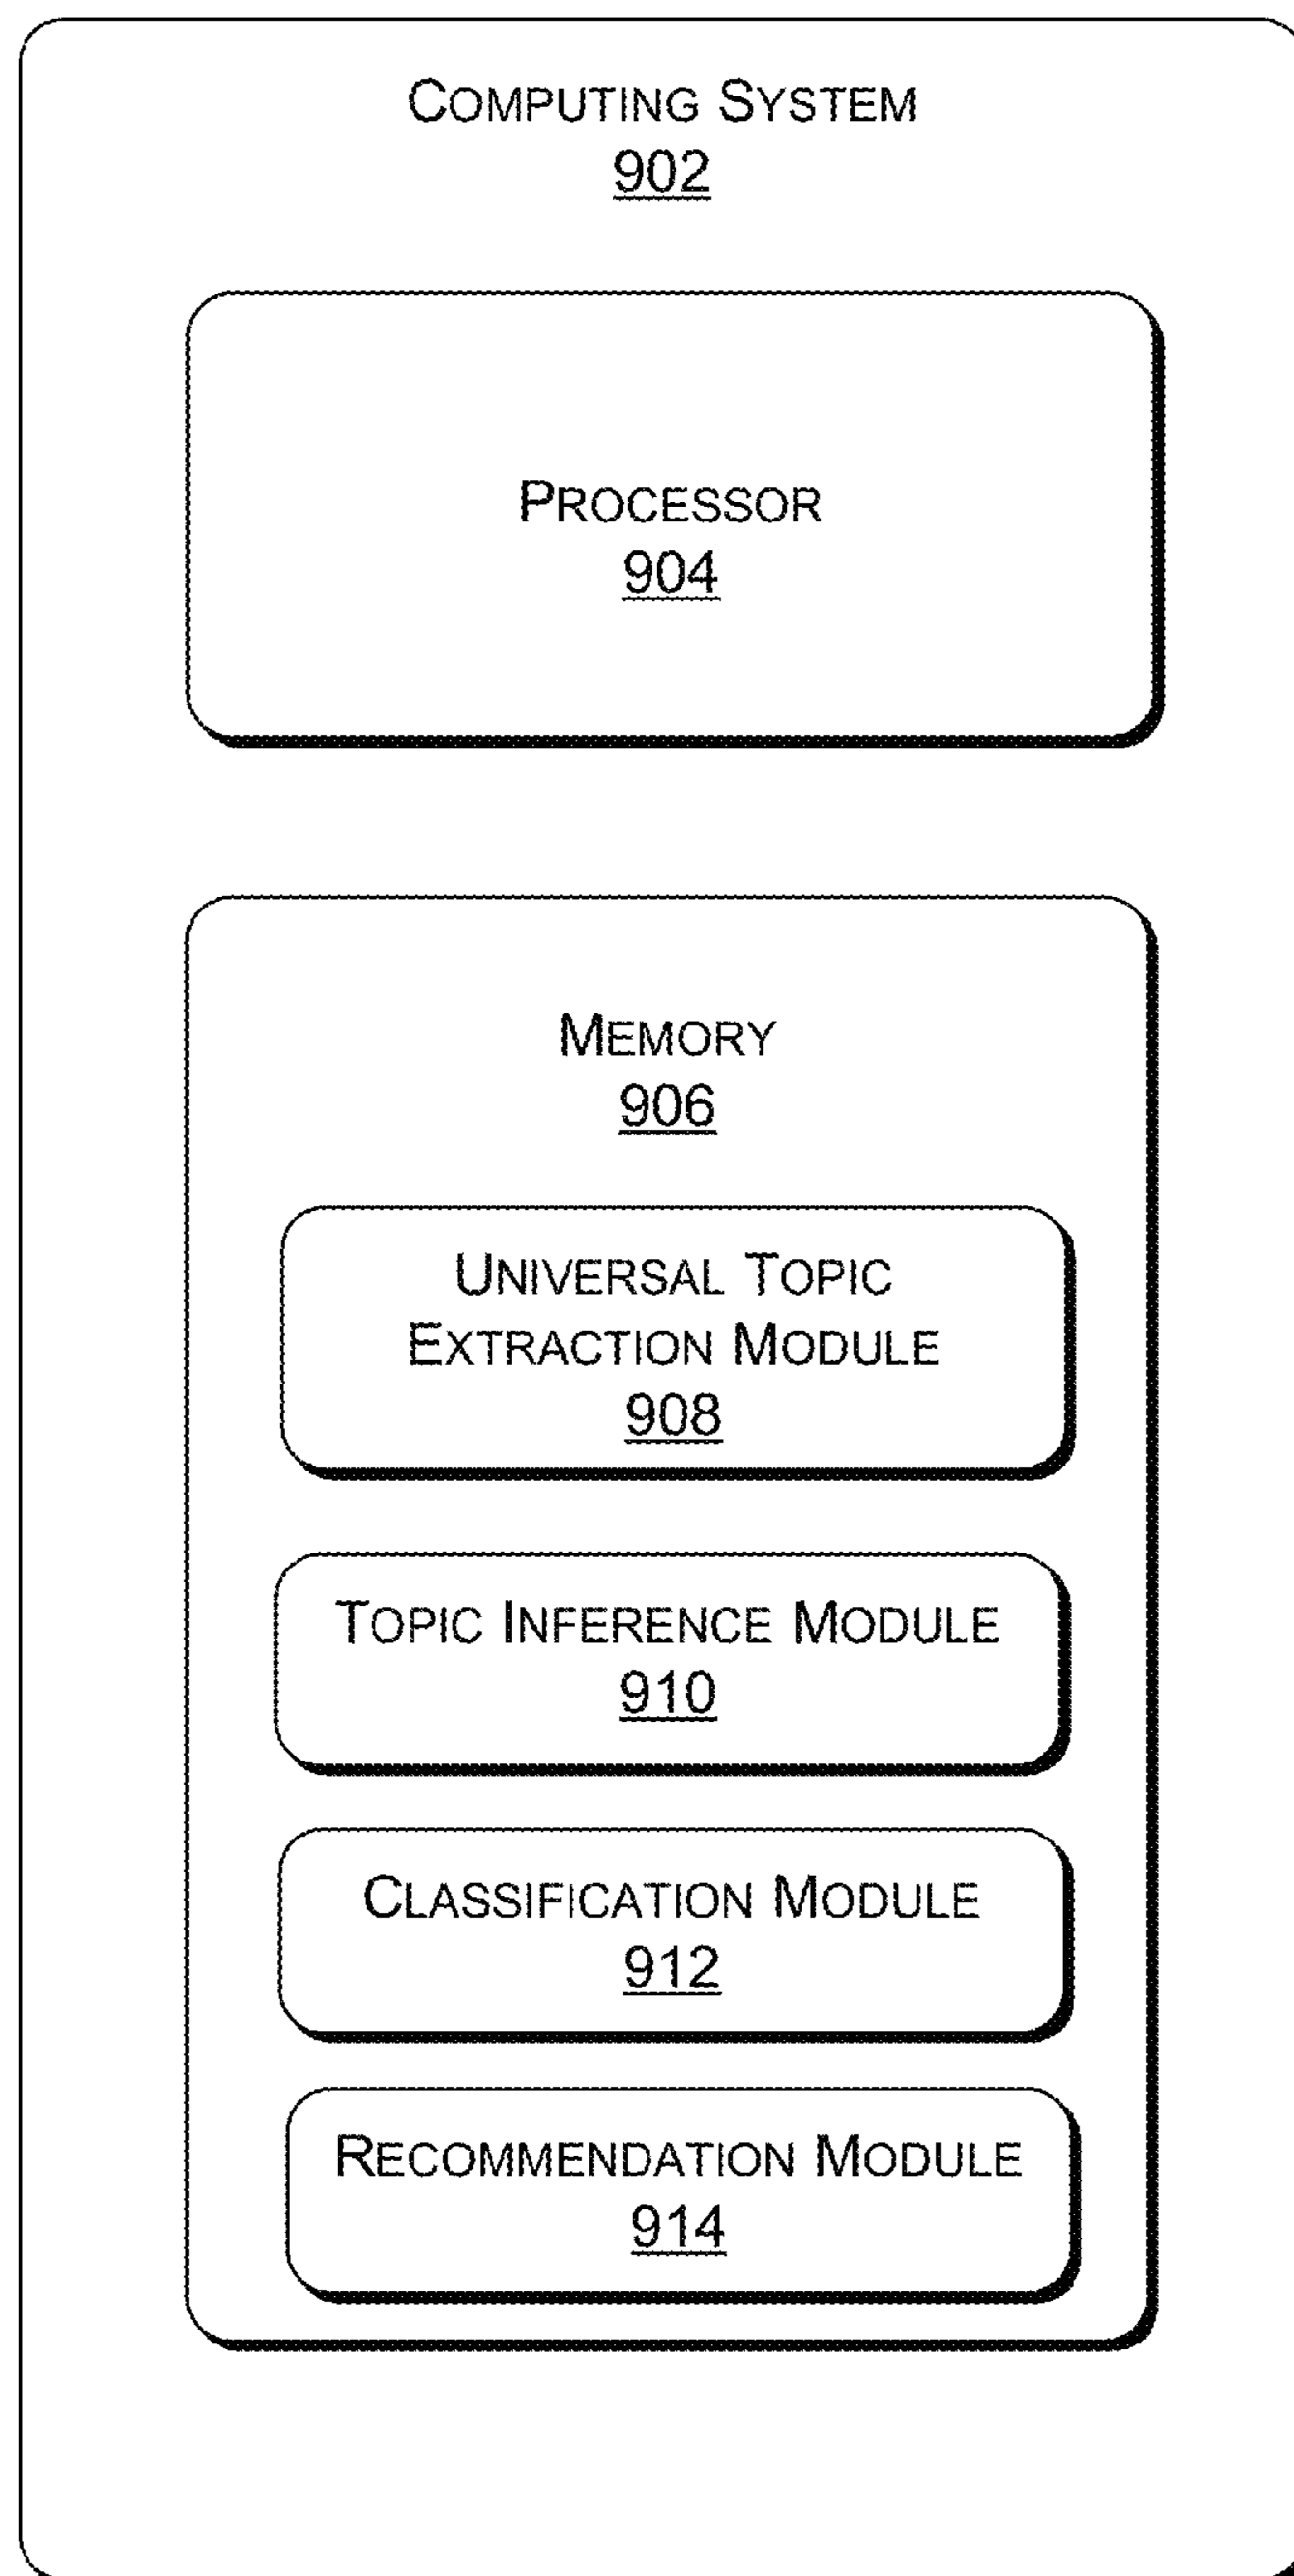 COMPUTING SYSTEM
902
PROCESSOR
904
MEMORY
906
UNIVERSAL TOPIC
EXTRACTION MODULE
908
TOPIC INFERENCE MODULE
910
CLASSIFICATION MODULE
912
RECOMMENDATION MODULE
914